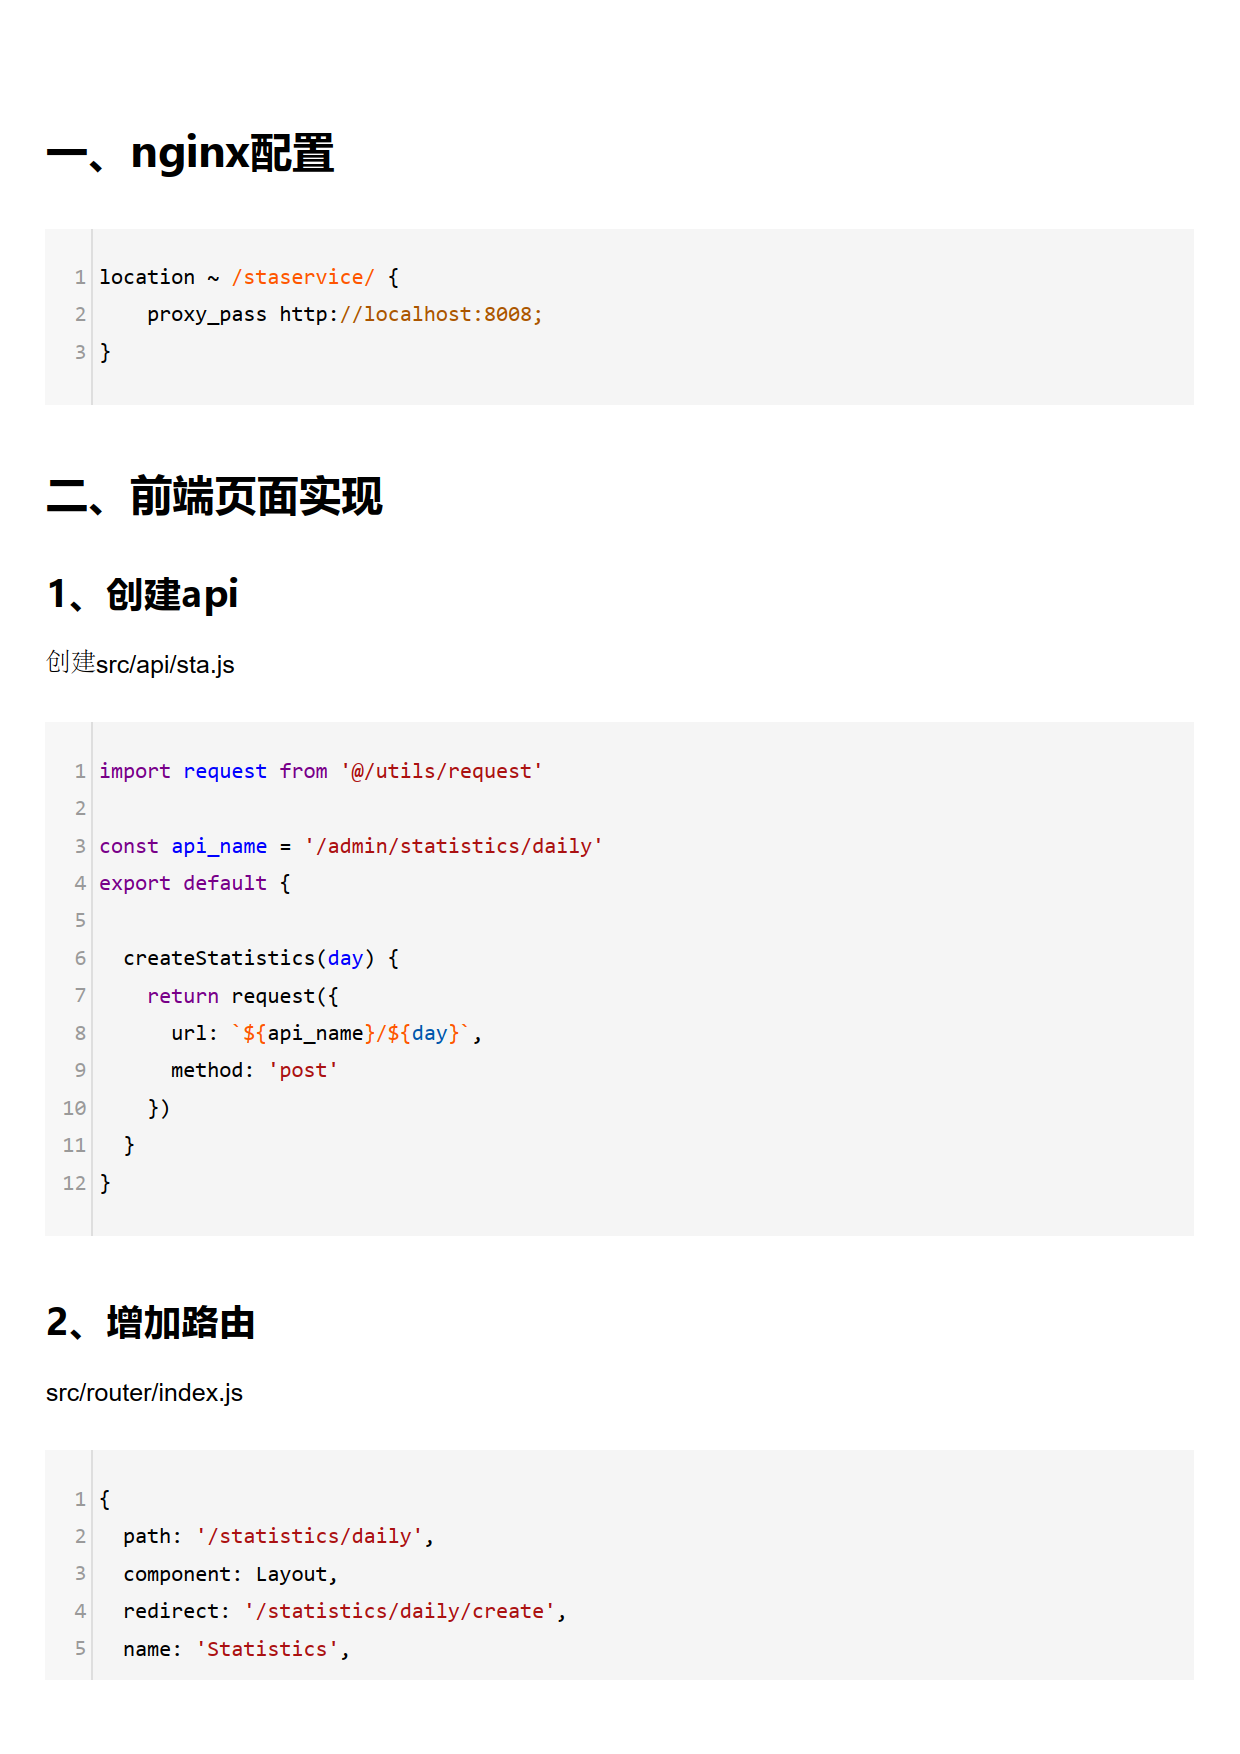 一、nginx配置
1 location ~ /staservice/ {
2     proxy_pass http://localhost:8008;
3 }
二、前端页面实现
1、创建api
创建src/api/sta.js
1 import request from '@/utils/request'
2
3 const api_name = '/admin/statistics/daily'
4 export default {
5
6   createStatistics(day) {
7     return request({
8       url: `${api_name}/${day}`,
9       method: 'post'
10     })
11   }
12 }
2、增加路由
src/router/index.js
1 {
2   path: '/statistics/daily',
3   component: Layout,
4   redirect: '/statistics/daily/create',
5   name: 'Statistics',